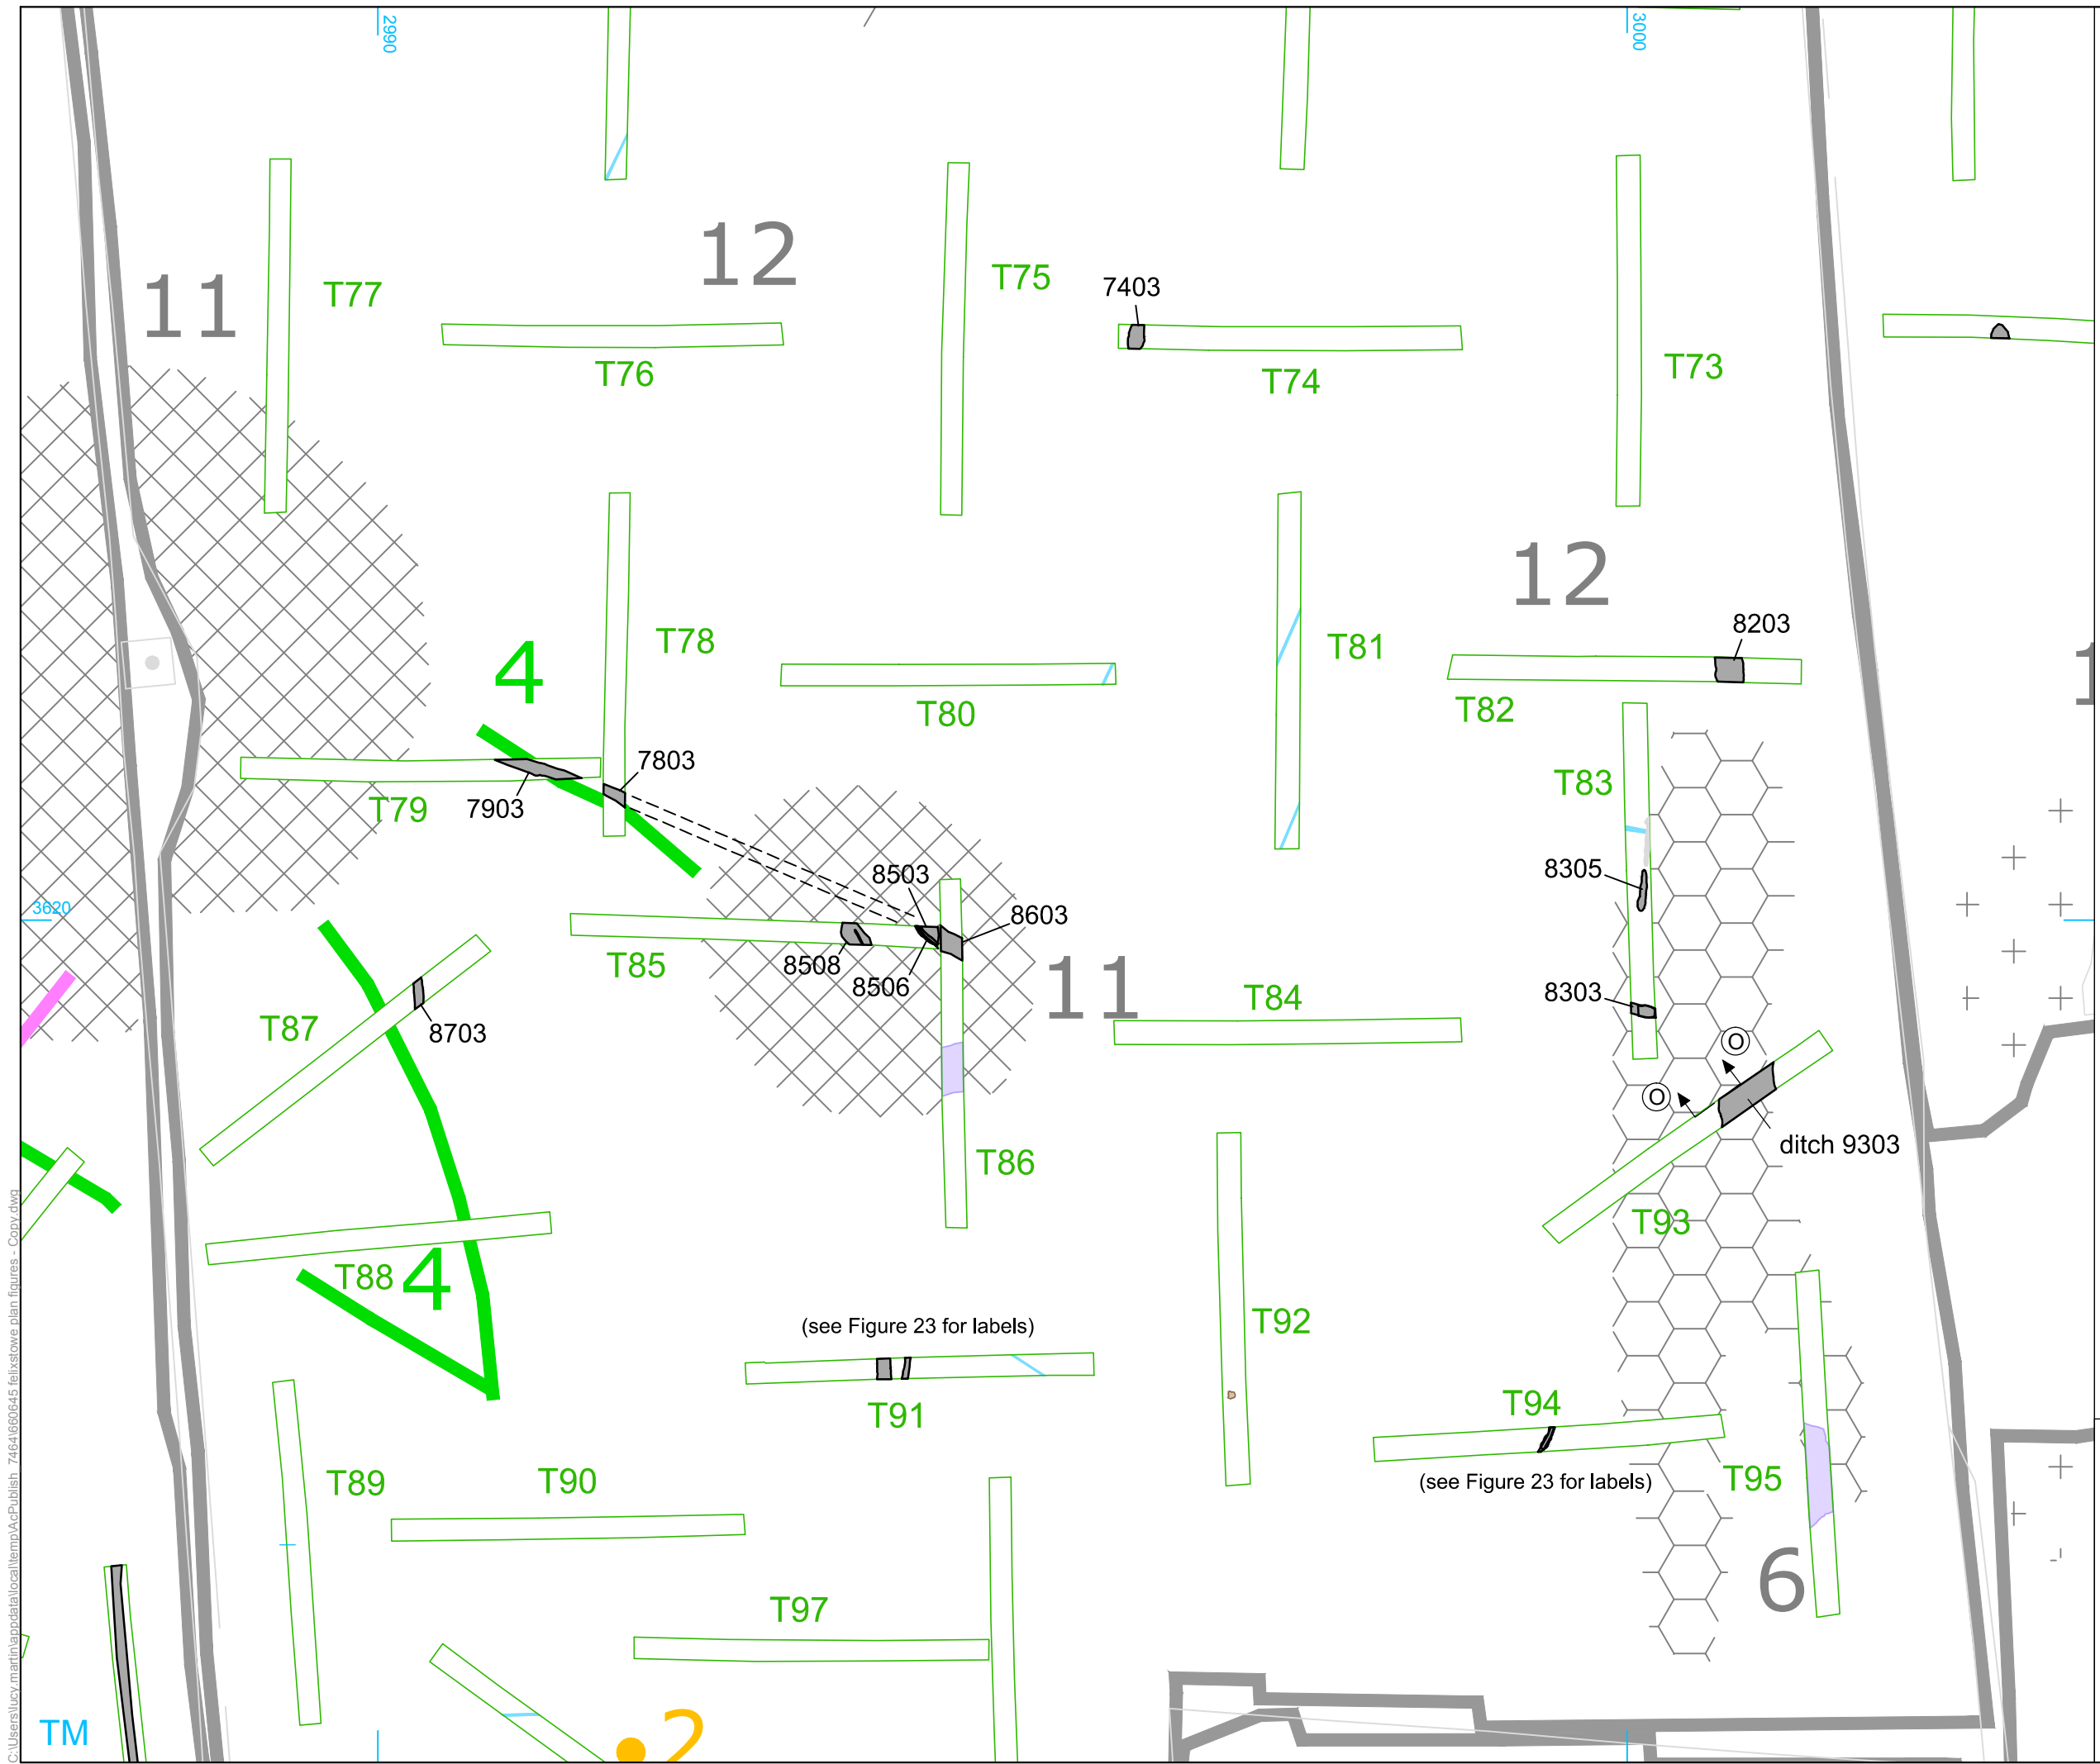 2990
3000
12
11
T77
T75
7403
T76
T74
T73
12
4
T78
T81
8203
T80
T82
7803
T83
7903
T79
8503
8305
3620
8603
T85
8508
8506
11
T84
8303
T87
8703
O
O
ditch 9303
T86
T93
T88
4
(see Figure 23 for labels)
T92
T91
T94
T89
T90
(see Figure 23 for labels)
T95
6
T97
TM
2
C:\Users\lucy.martin\appdata\local\temp\AcPublish_7464\660645 felixstowe plan figures - Copy.dwg